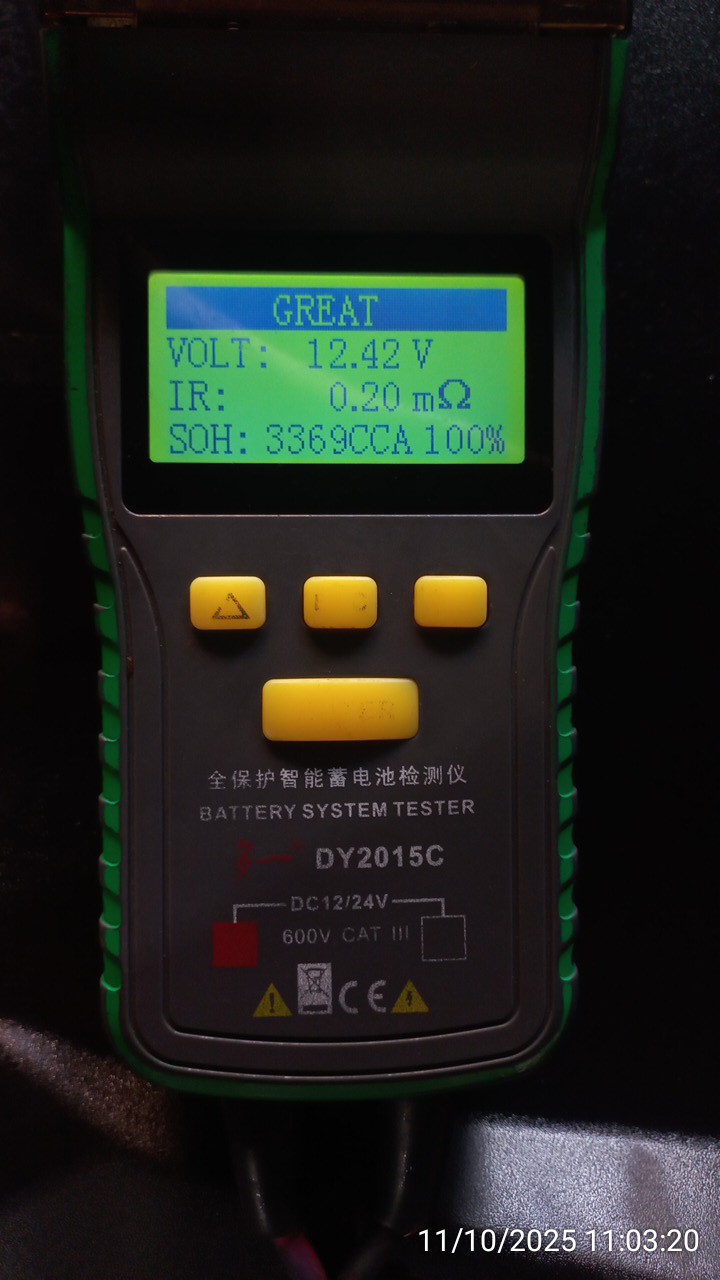 GREAT
VOLT: 12.42 V
IR: 0.20 mΩ
SOH: 3369CCA 100%
全保护智能蓄电池检测仪
BATTERY SYSTEM TESTER
DY2015C
DC12/24V
600V CAT III
CE
11/10/2025 11:03:20